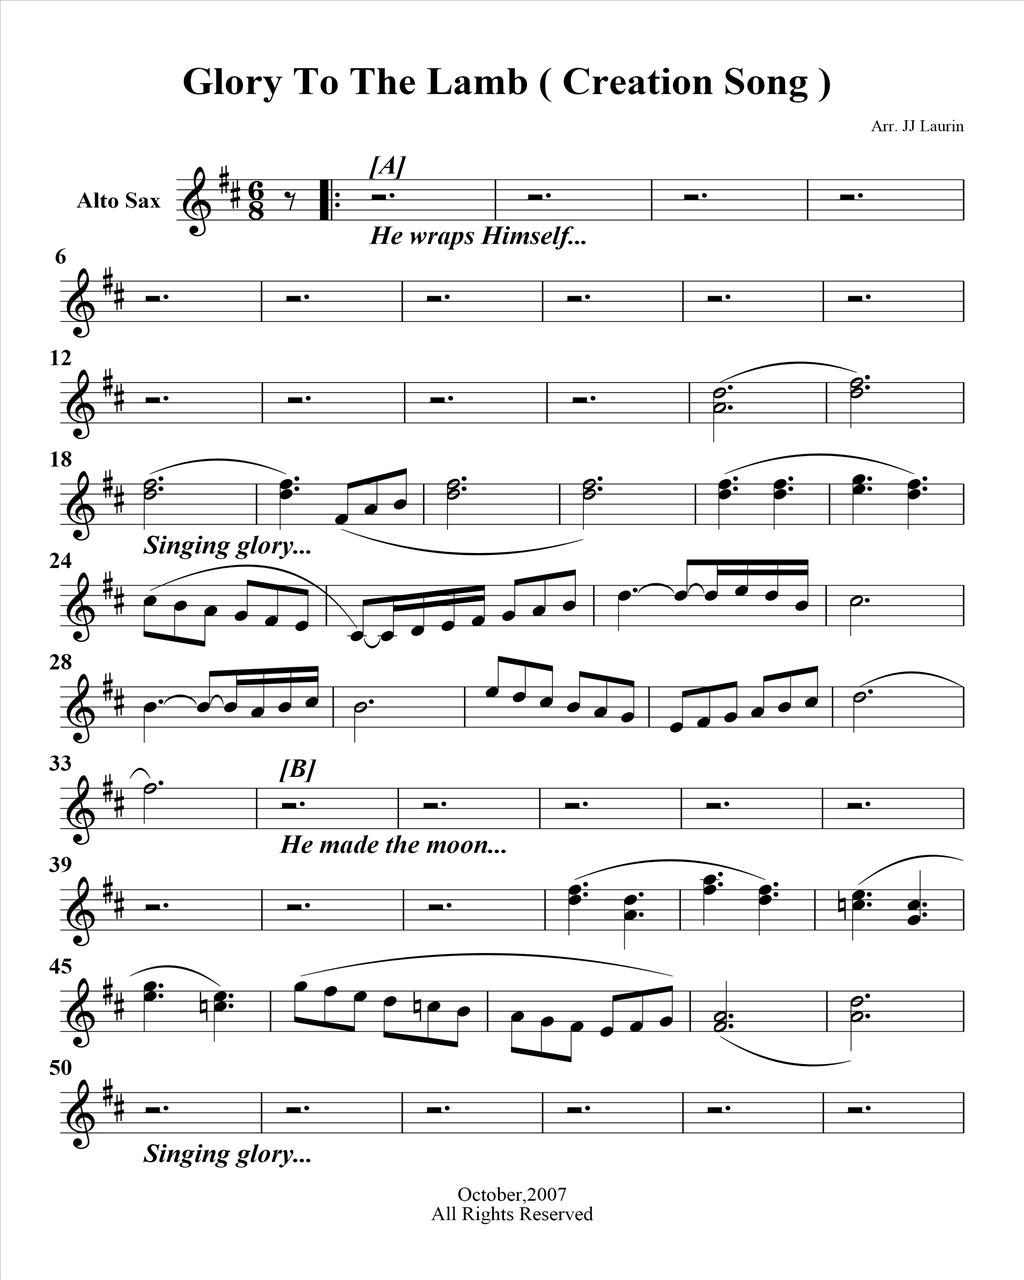 Glory To The Lamb ( Creation Song )
Arr. JJ Laurin
[A]
Alto Sax
6
8
He wraps Himself...
6
12
18
Singing glory...
24
28
33
[B]
He made the moon...
39
45
50
Singing glory...
October,2007
All Rights Reserved